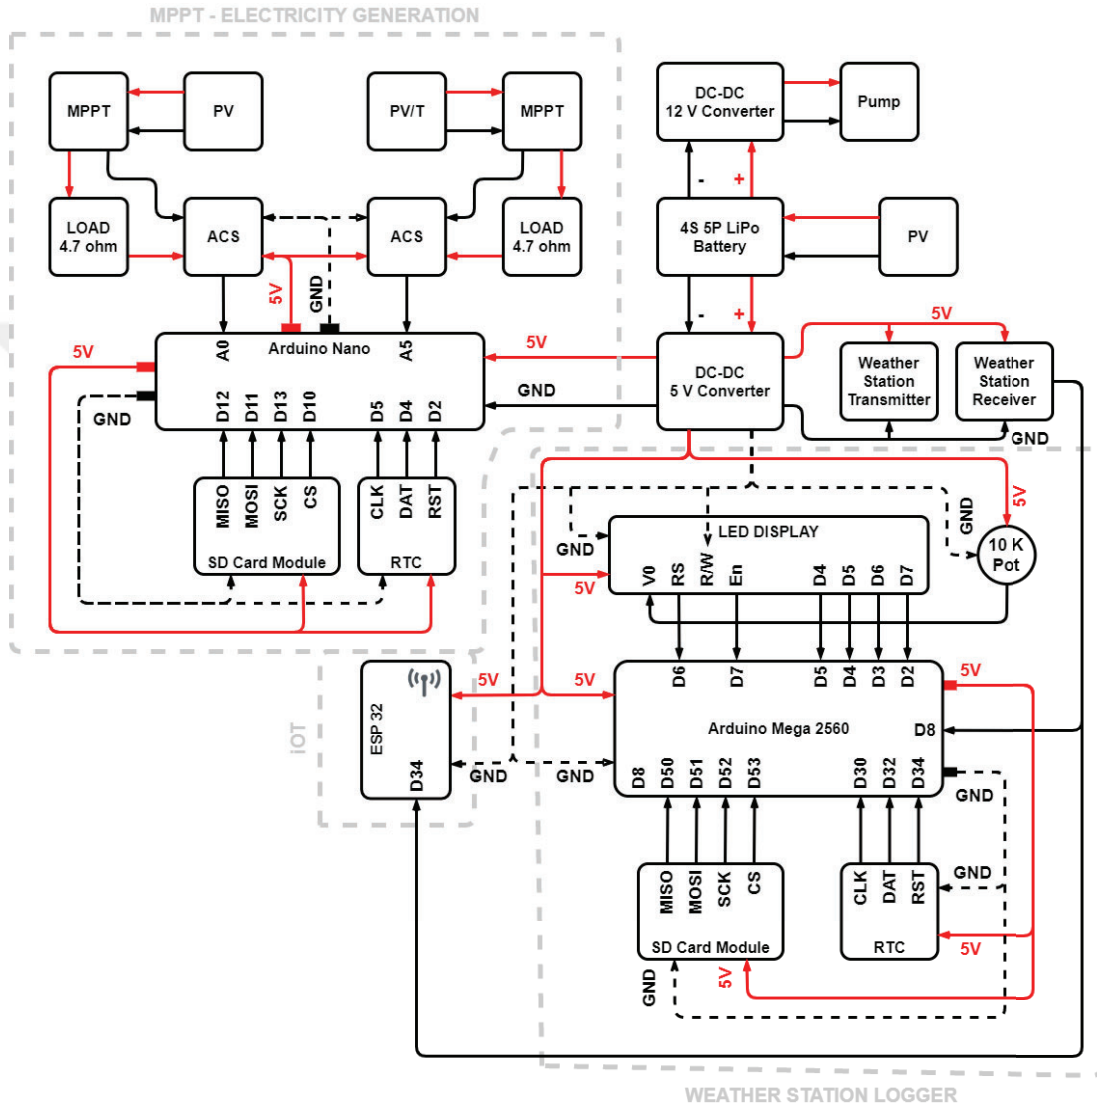 MPPT - ELECTRICITY GENERATION
MPPT
PV
PV/T
MPPT
DC-DC
12 V Converter
Pump
-
+
LOAD
4.7 ohm
ACS
ACS
LOAD
4.7 ohm
4S 5P LiPo
Battery
PV
5V
GND
-
+
5V
A0
Arduino Nano
A5
5V
5V
DC-DC
5 V Converter
Weather
Station
Transmitter
Weather
Station
Receiver
GND
D12
D11
D13
D10
D5
D4
D2
GND
GND
MISO
MOSI
SCK
CS
SD Card Module
CLK
DAT
RST
RTC
5V
GND
10 K
Pot
LED DISPLAY
GND
5V
V0
RS
R/W
En
D4
D5
D6
D7
iOT
ESP 32
D34
5V
GND
5V
GND
D6
D7
D5
D4
D3
D2
Arduino Mega 2560
D8
5V
D8
D50
D51
D52
D53
D30
D32
D34
GND
MISO
MOSI
SCK
CS
SD Card Module
CLK
DAT
RST
RTC
GND
5V
GND
5V
WEATHER STATION LOGGER